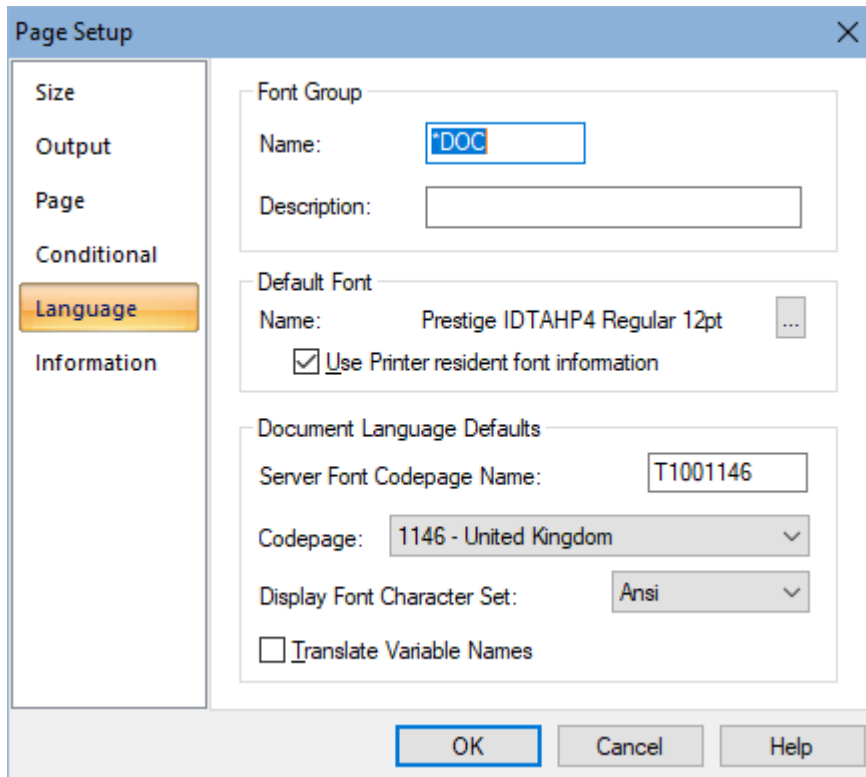 Page Setup
Size
Output
Page
Conditional
Language
Information
Font Group
Name: *DOC
Description:
Default Font
Name: Prestige IDTAHP4 Regular 12pt ...
Use Printer resident font information
Document Language Defaults
Server Font Codepage Name: T1001146
Codepage: 1146 - United Kingdom
Display Font Character Set: Ansi
Translate Variable Names
OK Cancel Help